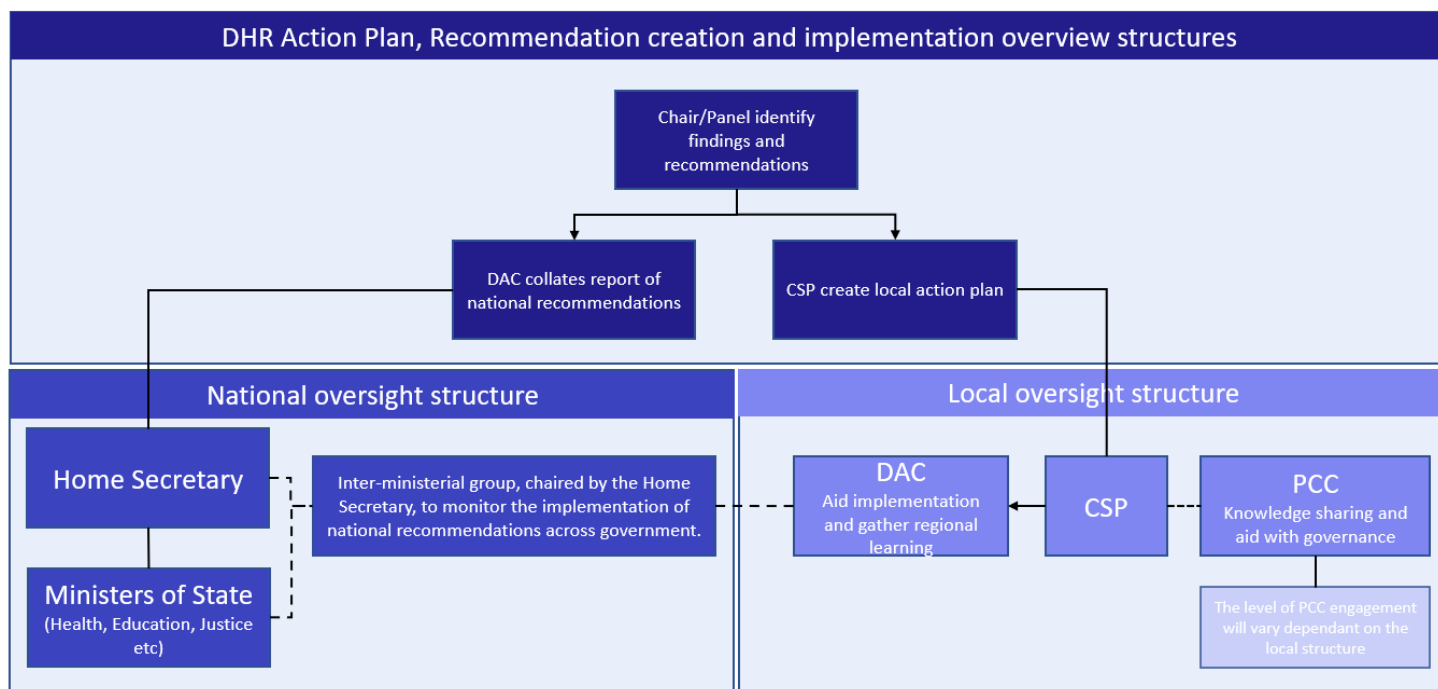 DHR Action Plan, Recommendation creation and implementation overview structures
Chair/Panel identify
findings and
recommendations
DAC collates report of
national recommendations
CSP create local action plan
National oversight structure
Home Secretary
Inter-ministerial group, chaired by the Home
Secretary, to monitor the implementation of
national recommendations across government.
Ministers of State
(Health, Education, Justice
etc)
Local oversight structure
DAC
Aid implementation
and gather regional
learning
CSP
PCC
Knowledge sharing and
aid with governance
The level of PCC engagement
will vary dependant on the
local structure